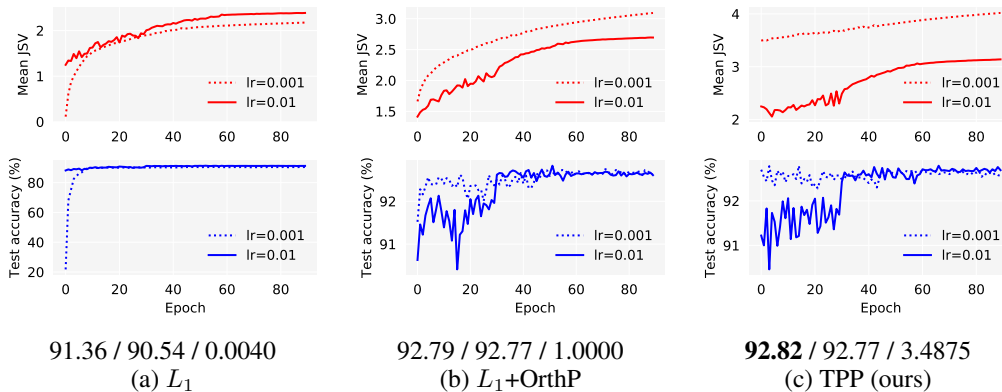 Mean JSV
2
1
0
lr=0.001
lr=0.01
0 20 40 60 80
Test accuracy (%)
80
60
40
20
lr=0.001
lr=0.01
0 20 40 60 80
Epoch
91.36 / 90.54 / 0.0040
(a) L₁
Mean JSV
3.0
2.5
2.0
1.5
lr=0.001
lr=0.01
0 20 40 60 80
Test accuracy (%)
92
91
lr=0.001
lr=0.01
0 20 40 60 80
Epoch
92.79 / 92.77 / 1.0000
(b) L₁+OrthP
Mean JSV
4
3
2
lr=0.001
lr=0.01
0 20 40 60 80
Test accuracy (%)
92
91
lr=0.001
lr=0.01
0 20 40 60 80
Epoch
92.82 / 92.77 / 3.4875
(c) TPP (ours)